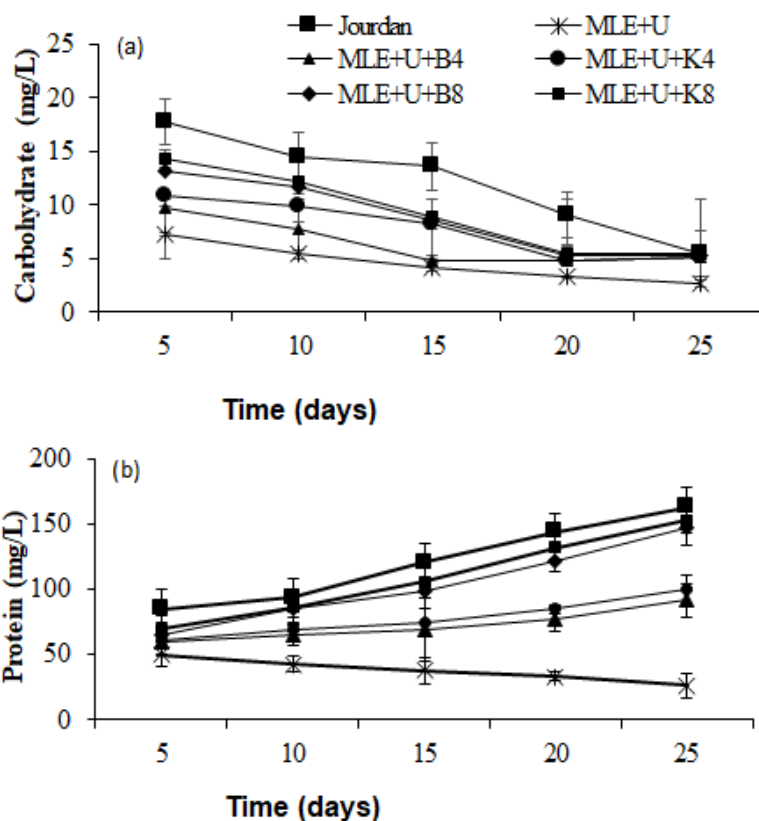 Jourdan MLE+U
(a) MLE+U+B4 MLE+U+K4
MLE+U+B8 MLE+U+K8
Carbohydrate (mg/L)
25
20
15
10
5
0
5 10 15 20 25
Time (days)
(b)
Protein (mg/L)
200
150
100
50
0
5 10 15 20 25
Time (days)